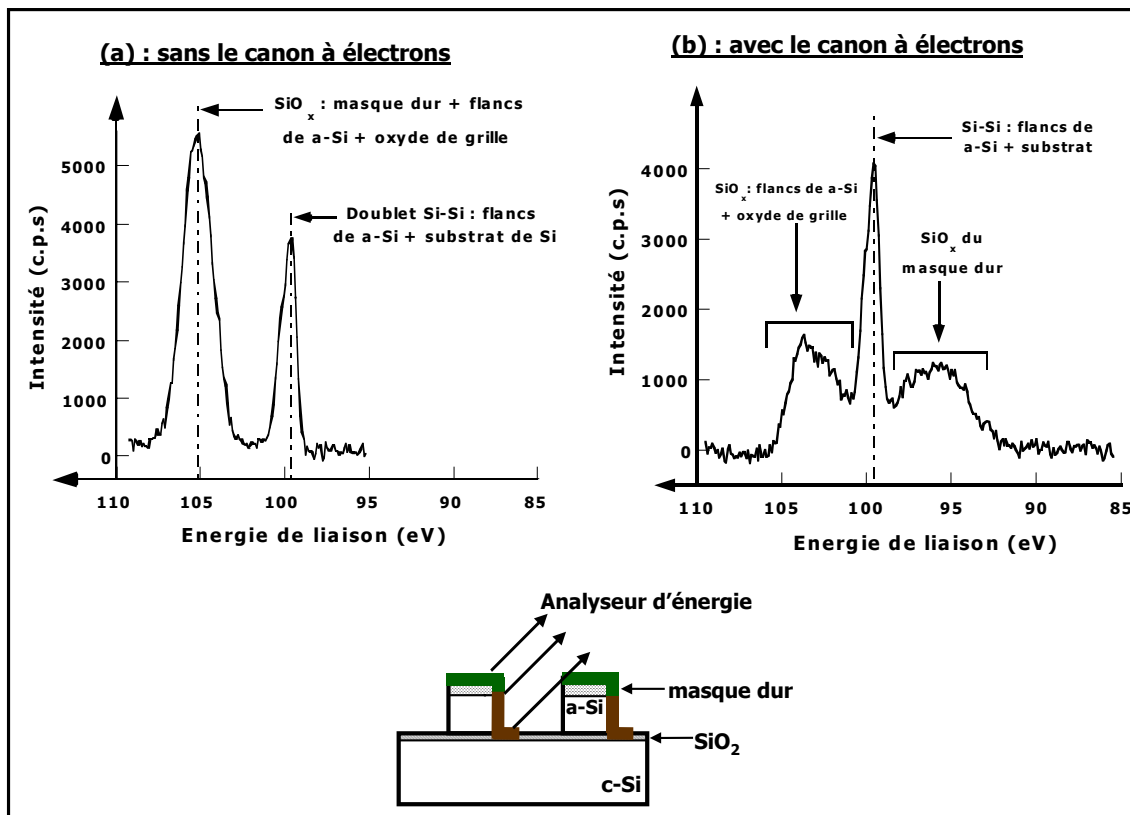 (a) : sans le canon à électrons
SiOx : masque dur + flancs
de a-Si + oxyde de grille
Doublet Si-Si : flancs
de a-Si + substrat de Si
Intensité (c.p.s)
5000
4000
3000
2000
1000
0
110 105 100 95 90 85
Energie de liaison (eV)
(b) : avec le canon à électrons
Si-Si : flancs de
a-Si + substrat
SiOx: flancs de a-Si
+ oxyde de grille
SiOx du
masque dur
Intensité (c.p.s)
4000
3000
2000
1000
0
110 105 100 95 90 85
Energie de liaison (eV)
Analyseur d'énergie
masque dur
a-Si
SiO2
c-Si